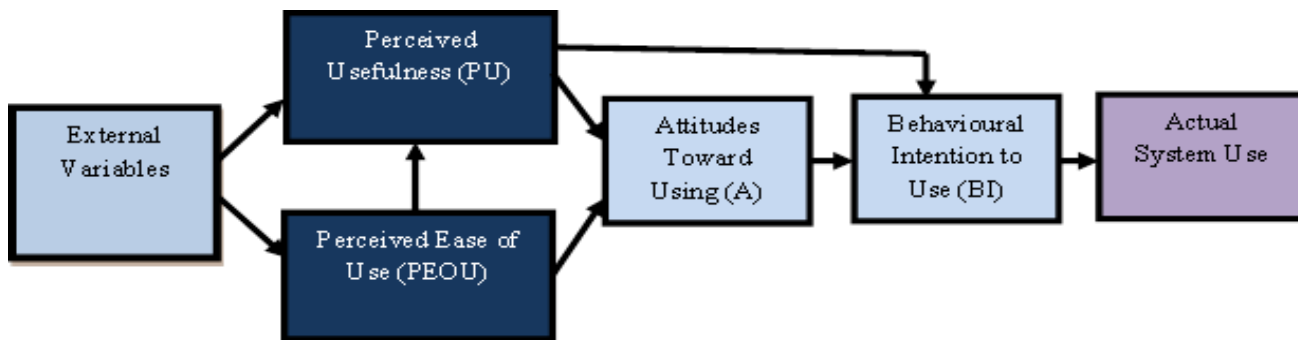 External
Variables
Perceived
Usefulness (PU)
Perceived Ease of
Use (PEOU)
Attitudes
Toward
Using (A)
Behavioural
Intention to
Use (BI)
Actual
System Use